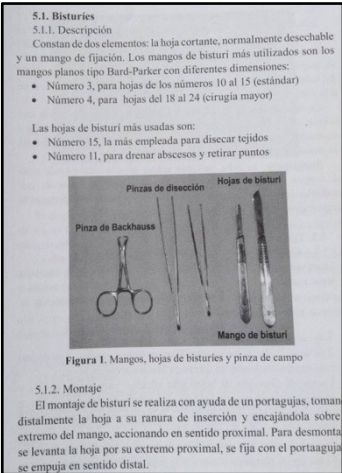 5.1. Bisturíes
5.1.1. Descripción
Constan de dos elementos: la hoja cortante, normalmente desechable
y un mango de fijación. Los mangos de bisturí más utilizados son los
mangos planos tipo Bard-Parker con diferentes dimensiones:
• Número 3, para hojas de los números 10 al 15 (estándar)
• Número 4, para hojas del 18 al 24 (cirugía mayor)
Las hojas de bisturí más usadas son:
• Número 15, la más empleada para disecar tejidos
• Número 11, para drenar abscesos y retirar puntos
Pinzas de disección
Hojas de bisturí
Pinza de Backhauss
Mango de bisturí
Figura 1. Mangos, hojas de bisturíes y pinza de campo
5.1.2. Montaje
El montaje de bisturí se realiza con ayuda de un portagujas, toman
distalmente la hoja a su ranura de inserción y encajándola sobre
extremo del mango, accionando en sentido proximal. Para desmonta
se levanta la hoja por su extremo proximal, se fija con el portaaguja
se empuja en sentido distal.